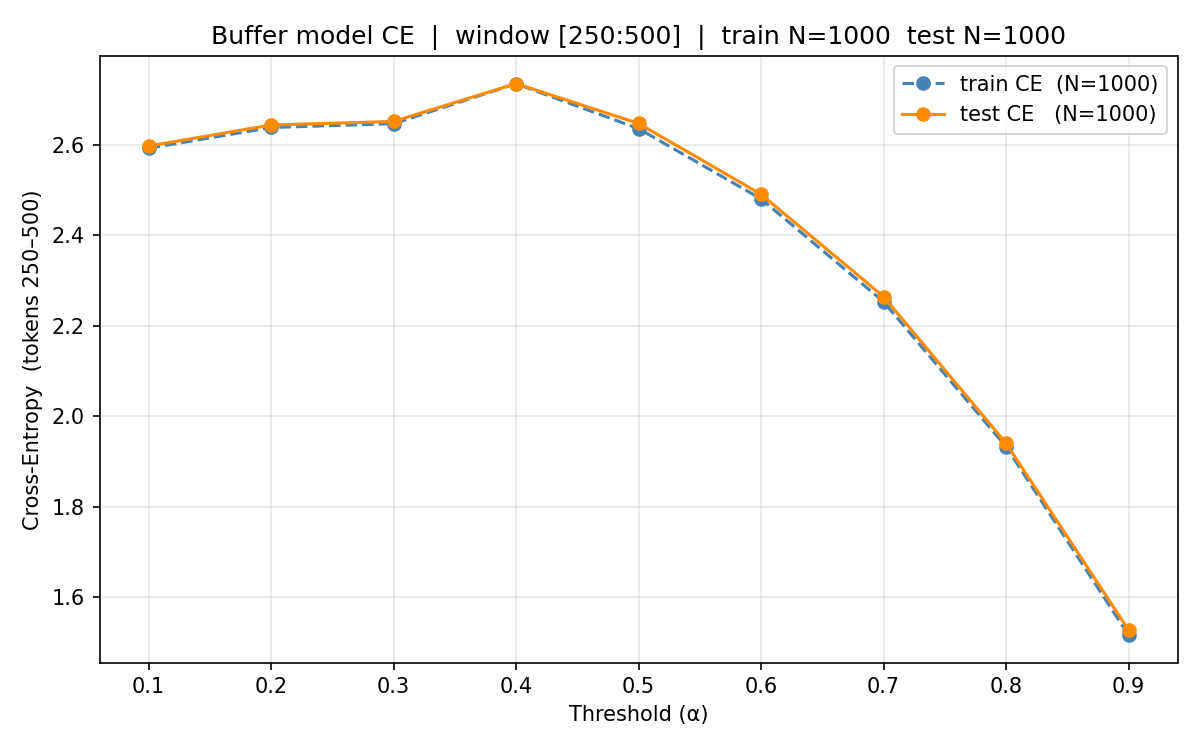 Buffer model CE  |  window [250:500]  |  train N=1000  test N=1000
train CE  (N=1000)
test CE   (N=1000)
Cross-Entropy  (tokens 250–500)
2.6
2.4
2.2
2.0
1.8
1.6
0.1 0.2 0.3 0.4 0.5 0.6 0.7 0.8 0.9
Threshold (α)